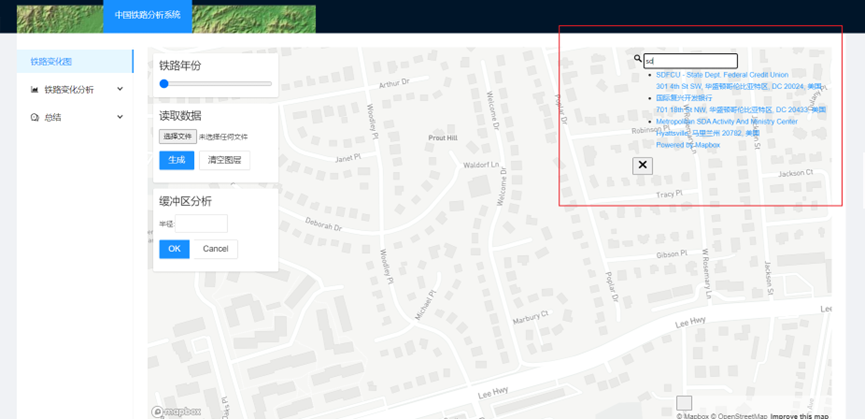 中国铁路分析系统
铁路变化图
铁路变化分析
总结
铁路年份
读取数据
选择文件 未选择任何文件
生成 清空图层
缓冲区分析
半径:
OK Cancel
sd
SDFCU - State Dept. Federal Credit Union
301 4th St SW, 华盛顿哥伦比亚特区, DC 20024, 美国
国际复兴开发银行
701 18th St NW, 华盛顿哥伦比亚特区, DC 20433, 美国
Metropolitan SDA Activity And Ministry Center
Hyattsville, 马里兰州 20782, 美国
Powered by Mapbox
Arthur Dr
Woodley Pl
Welcome Dr
Poplar Dr
Robinson Pl
Prout Hill
Janet Pl
Waldorf Ln
Welcome Dr
Jackson Ct
Tracy Pl
Deborah Dr
Woodley Pl
Gibson Pl
W Rosemary Ln
Jackson St
Poplar Dr
Michael Pl
Marbury Ct
Lee Hwy
Lee
Lee Hwy
mapbox
© Mapbox © OpenStreetMap Improve this map